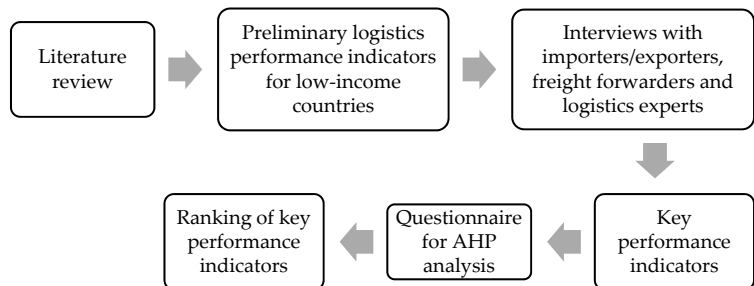 Literature
review
Preliminary logistics
performance indicators
for low-income
countries
Interviews with
importers/exporters,
freight forwarders and
logistics experts
Key
performance
indicators
Questionnaire
for AHP
analysis
Ranking of key
performance
indicators